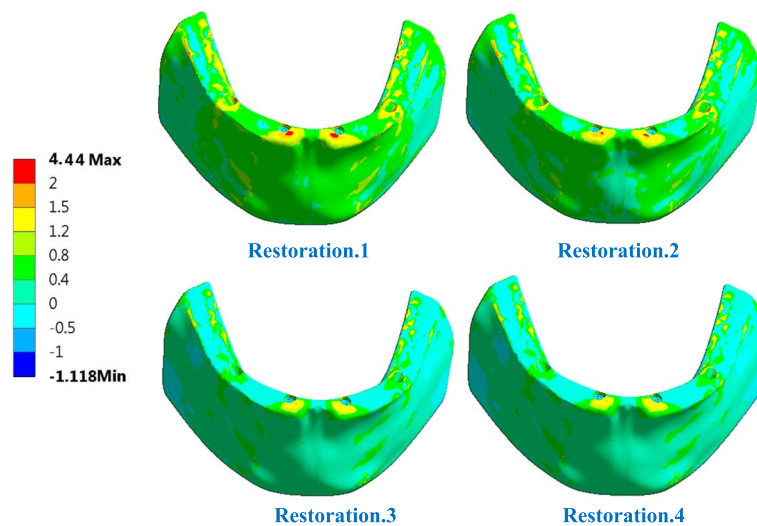 4.44 Max
2
1.5
1.2
0.8
0.4
0
-0.5
-1
-1.118Min
Restoration.1
Restoration.2
Restoration.3
Restoration.4